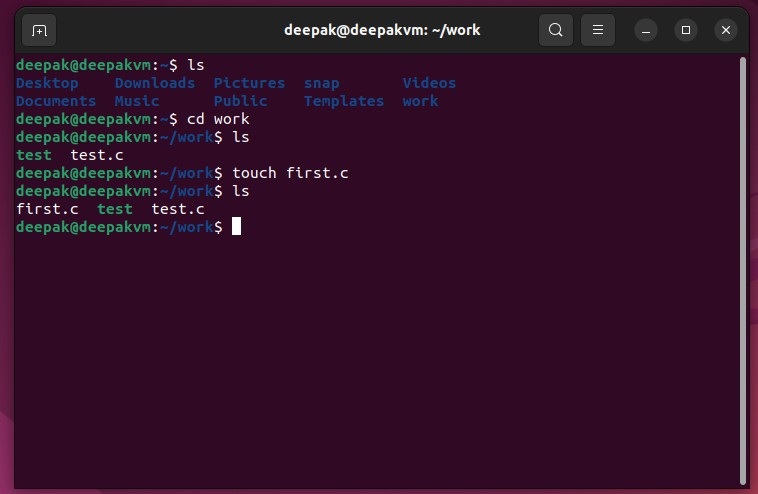 deepak@deepakvm: ~/work
deepak@deepakvm:~$ ls
Desktop    Downloads  Pictures  snap       Videos
Documents  Music      Public    Templates  work
deepak@deepakvm:~$ cd work
deepak@deepakvm:~/work$ ls
test  test.c
deepak@deepakvm:~/work$ touch first.c
deepak@deepakvm:~/work$ ls
first.c  test  test.c
deepak@deepakvm:~/work$